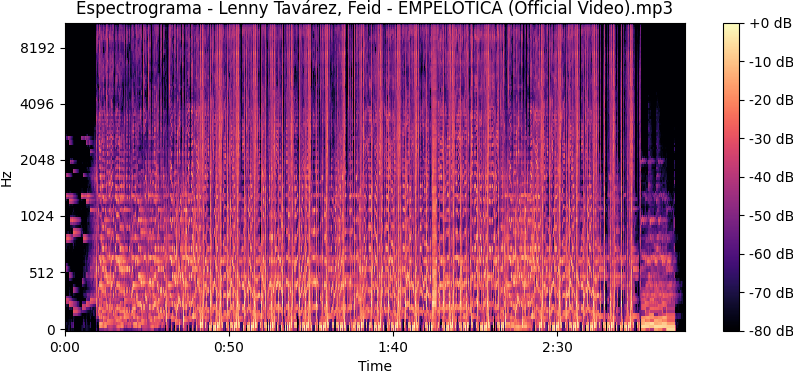 Espectrograma - Lenny Tavárez, Feid - EMPELOTICA (Official Video).mp3
8192
4096
2048
1024
512
0
Hz
0:00
0:50
1:40
2:30
Time
+0 dB
-10 dB
-20 dB
-30 dB
-40 dB
-50 dB
-60 dB
-70 dB
-80 dB